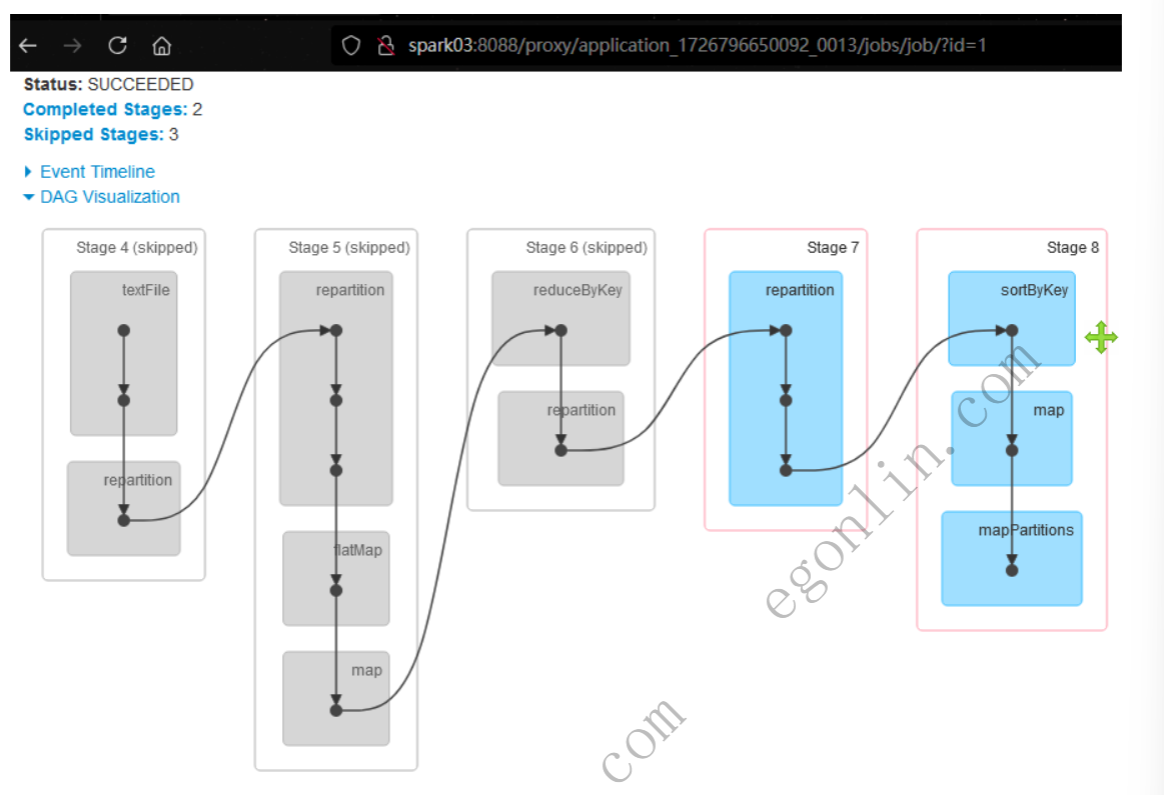 spark03:8088/proxy/application_1726796650092_0013/jobs/job/?id=1
Status: SUCCEEDED
Completed Stages: 2
Skipped Stages: 3
Event Timeline
DAG Visualization
Stage 4 (skipped)
textFile
repartition
Stage 5 (skipped)
repartition
flatMap
map
Stage 6 (skipped)
reduceByKey
repartition
Stage 7
repartition
Stage 8
sortByKey
map
mapPartitions
egonlin.com
com